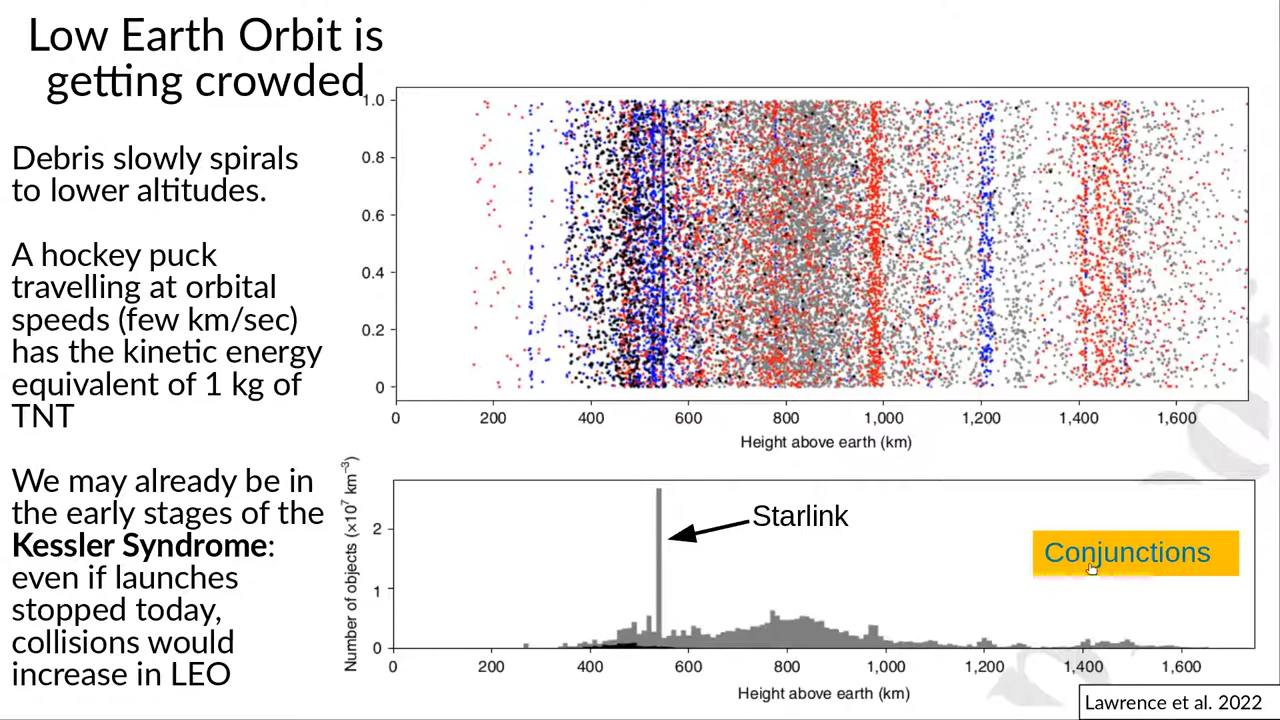 Low Earth Orbit is
getting crowded
Debris slowly spirals
to lower altitudes.
A hockey puck
travelling at orbital
speeds (few km/sec)
has the kinetic energy
equivalent of 1 kg of
TNT
We may already be in
the early stages of the
Kessler Syndrome:
even if launches
stopped today,
collisions would
increase in LEO
1.0
0.8
0.6
0.4
0.2
0
0 200 400 600 800 1,000 1,200 1,400 1,600
Height above earth (km)
Number of objects (×10⁷ km⁻³)
2
1
0
Starlink
Conjunctions
0 200 400 600 800 1,000 1,200 1,400 1,600
Height above earth (km)
Lawrence et al. 2022